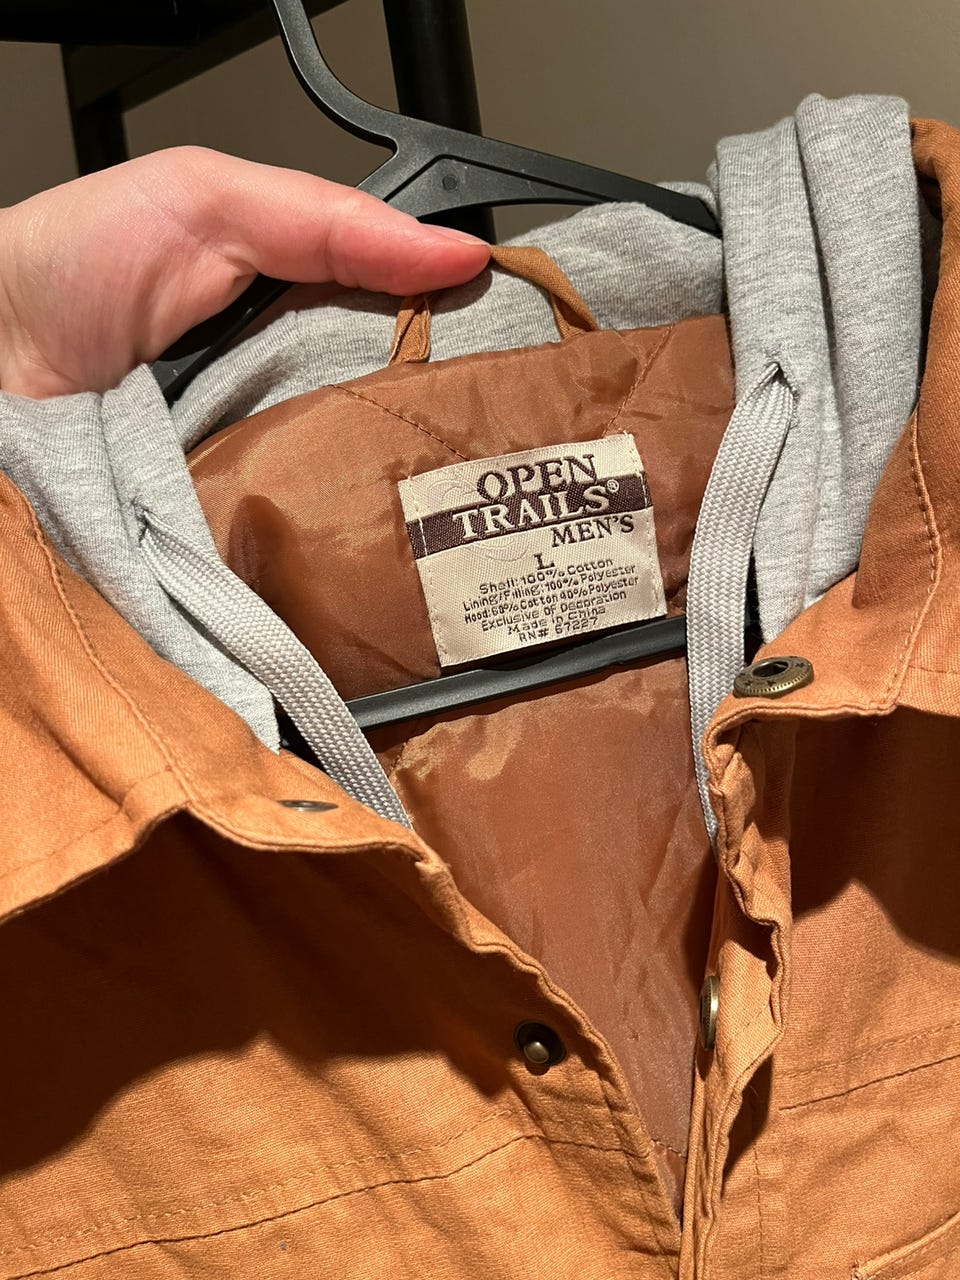 OPEN
TRAILS®
MEN'S
L
Shell:100% Cotton
Lining/Filling:100% Polyester
Hood:60% Cotton 40% Polyester
Exclusive of Decoration
Made in China
RN# 67227